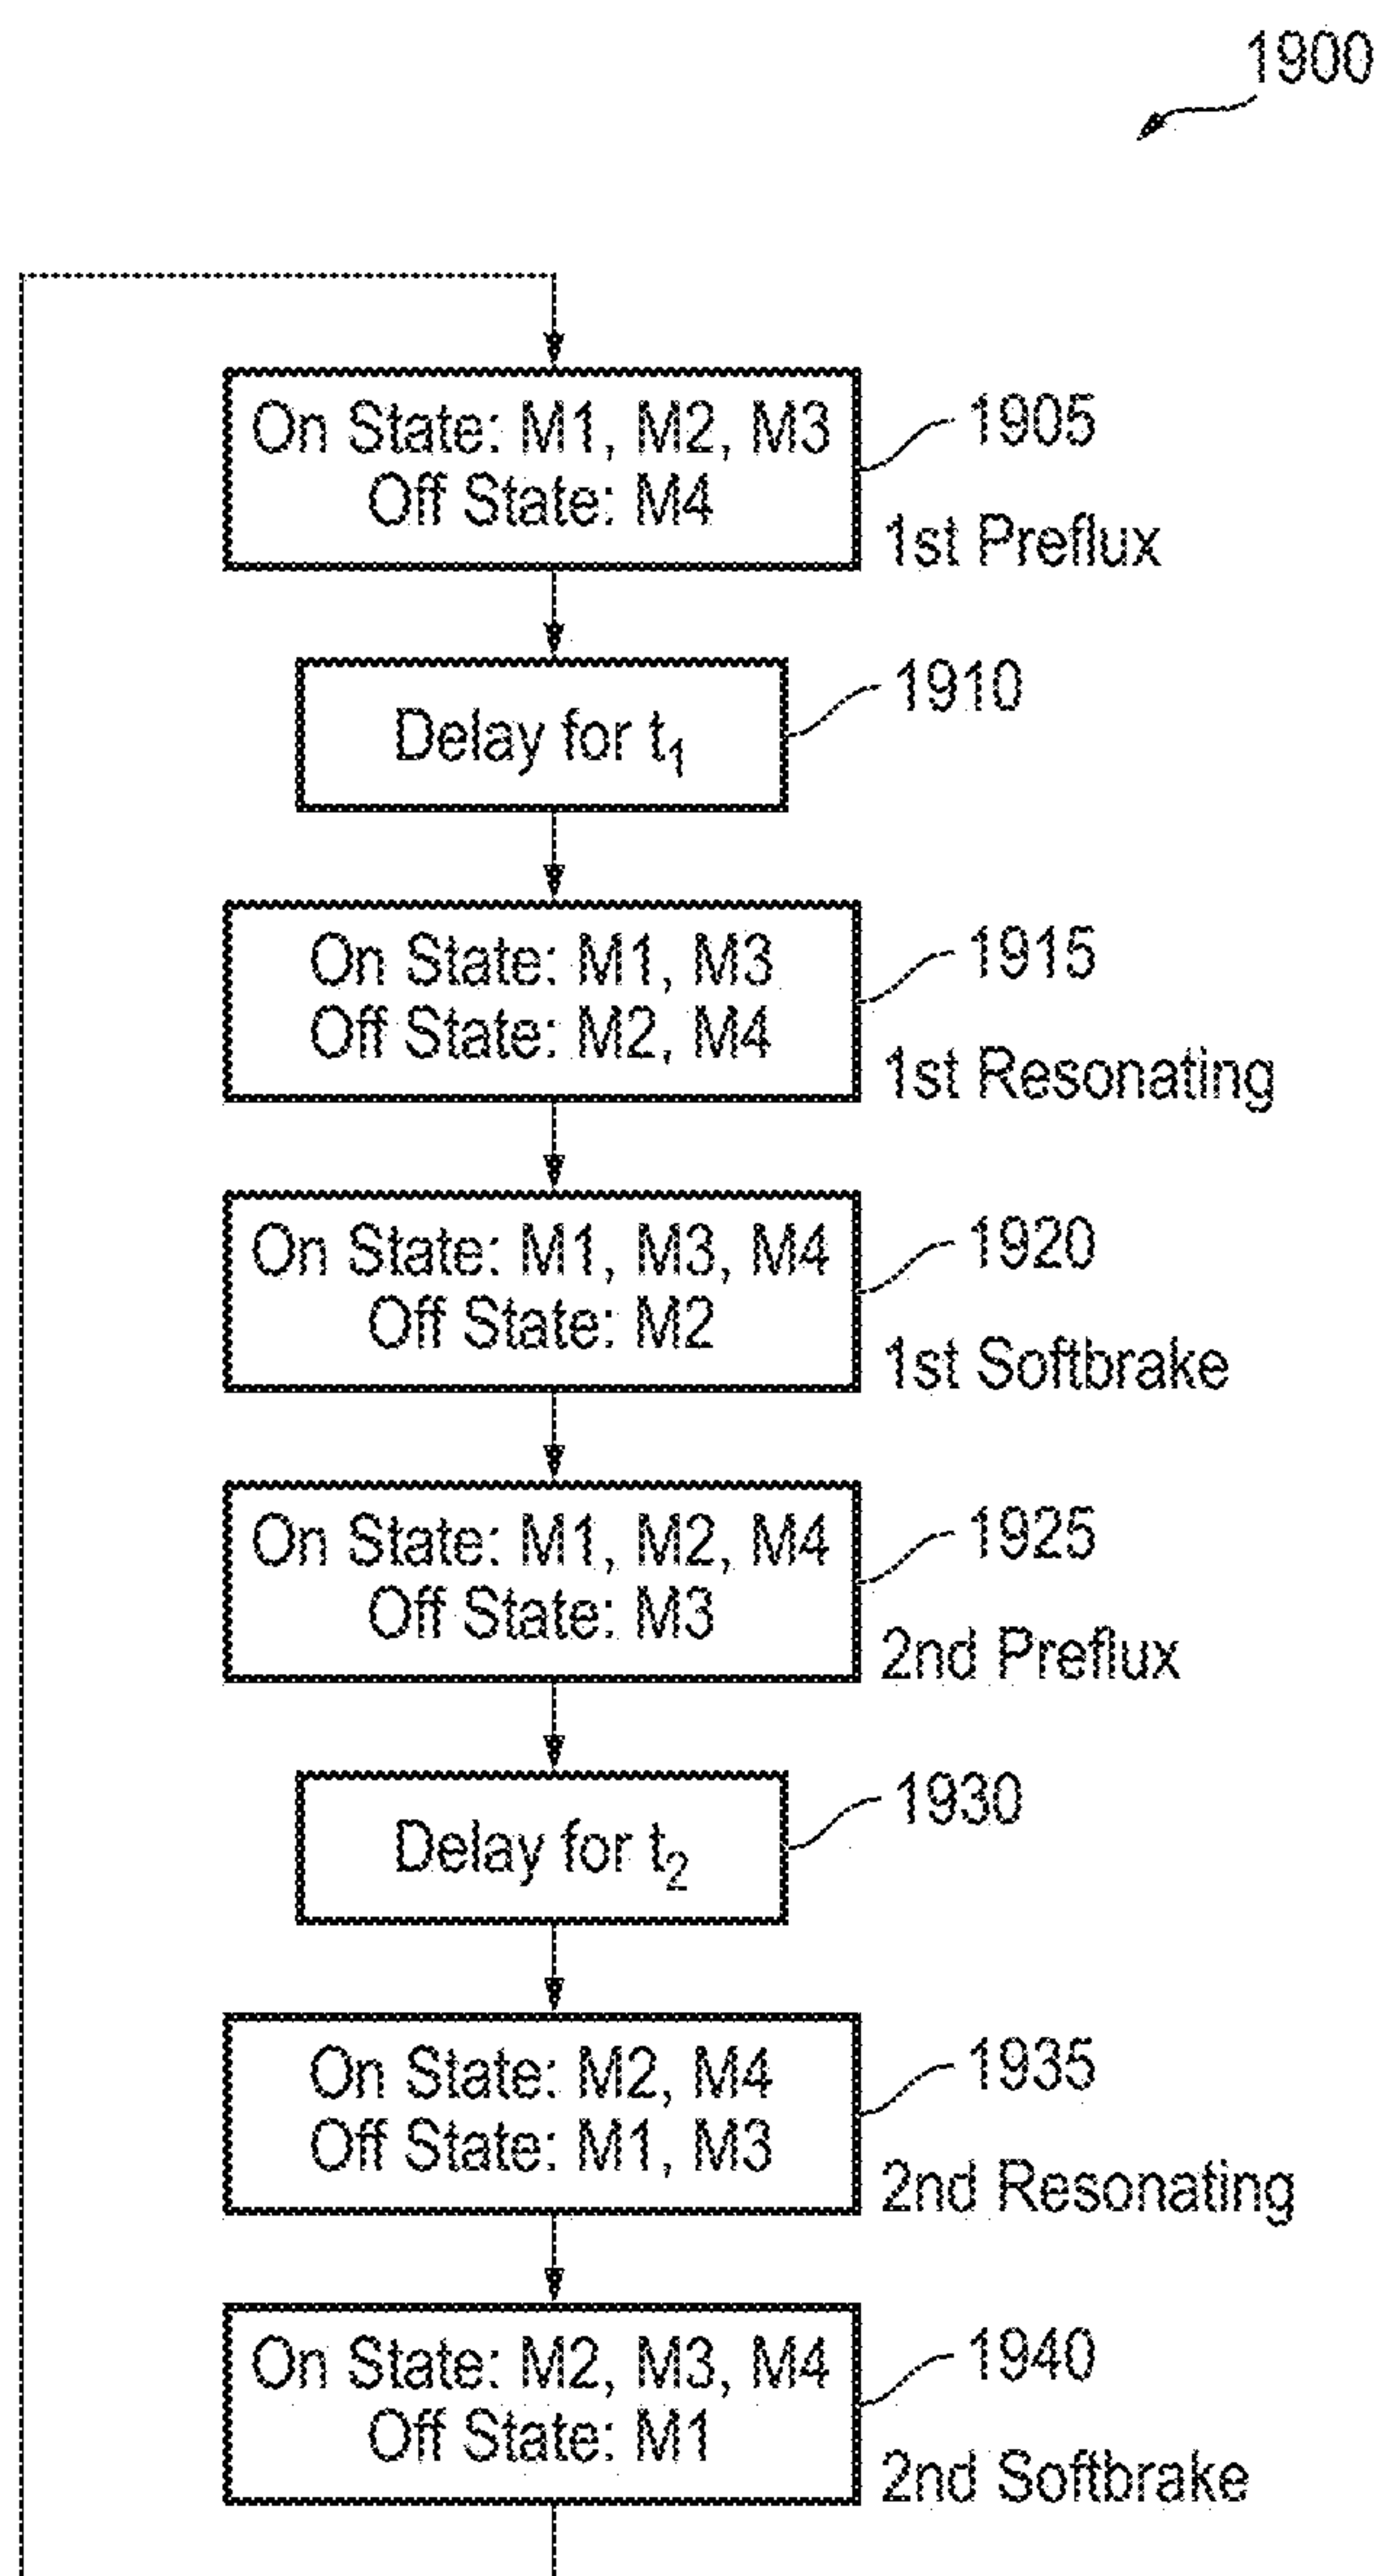 1900
On State: M1, M2, M3
Off State: M4
1905
1st Preflux
Delay for t₁
1910
On State: M1, M3
Off State: M2, M4
1915
1st Resonating
On State: M1, M3, M4
Off State: M2
1920
1st Softbrake
On State: M1, M2, M4
Off State: M3
1925
2nd Preflux
Delay for t₂
1930
On State: M2, M4
Off State: M1, M3
1935
2nd Resonating
On State: M2, M3, M4
Off State: M1
1940
2nd Softbrake